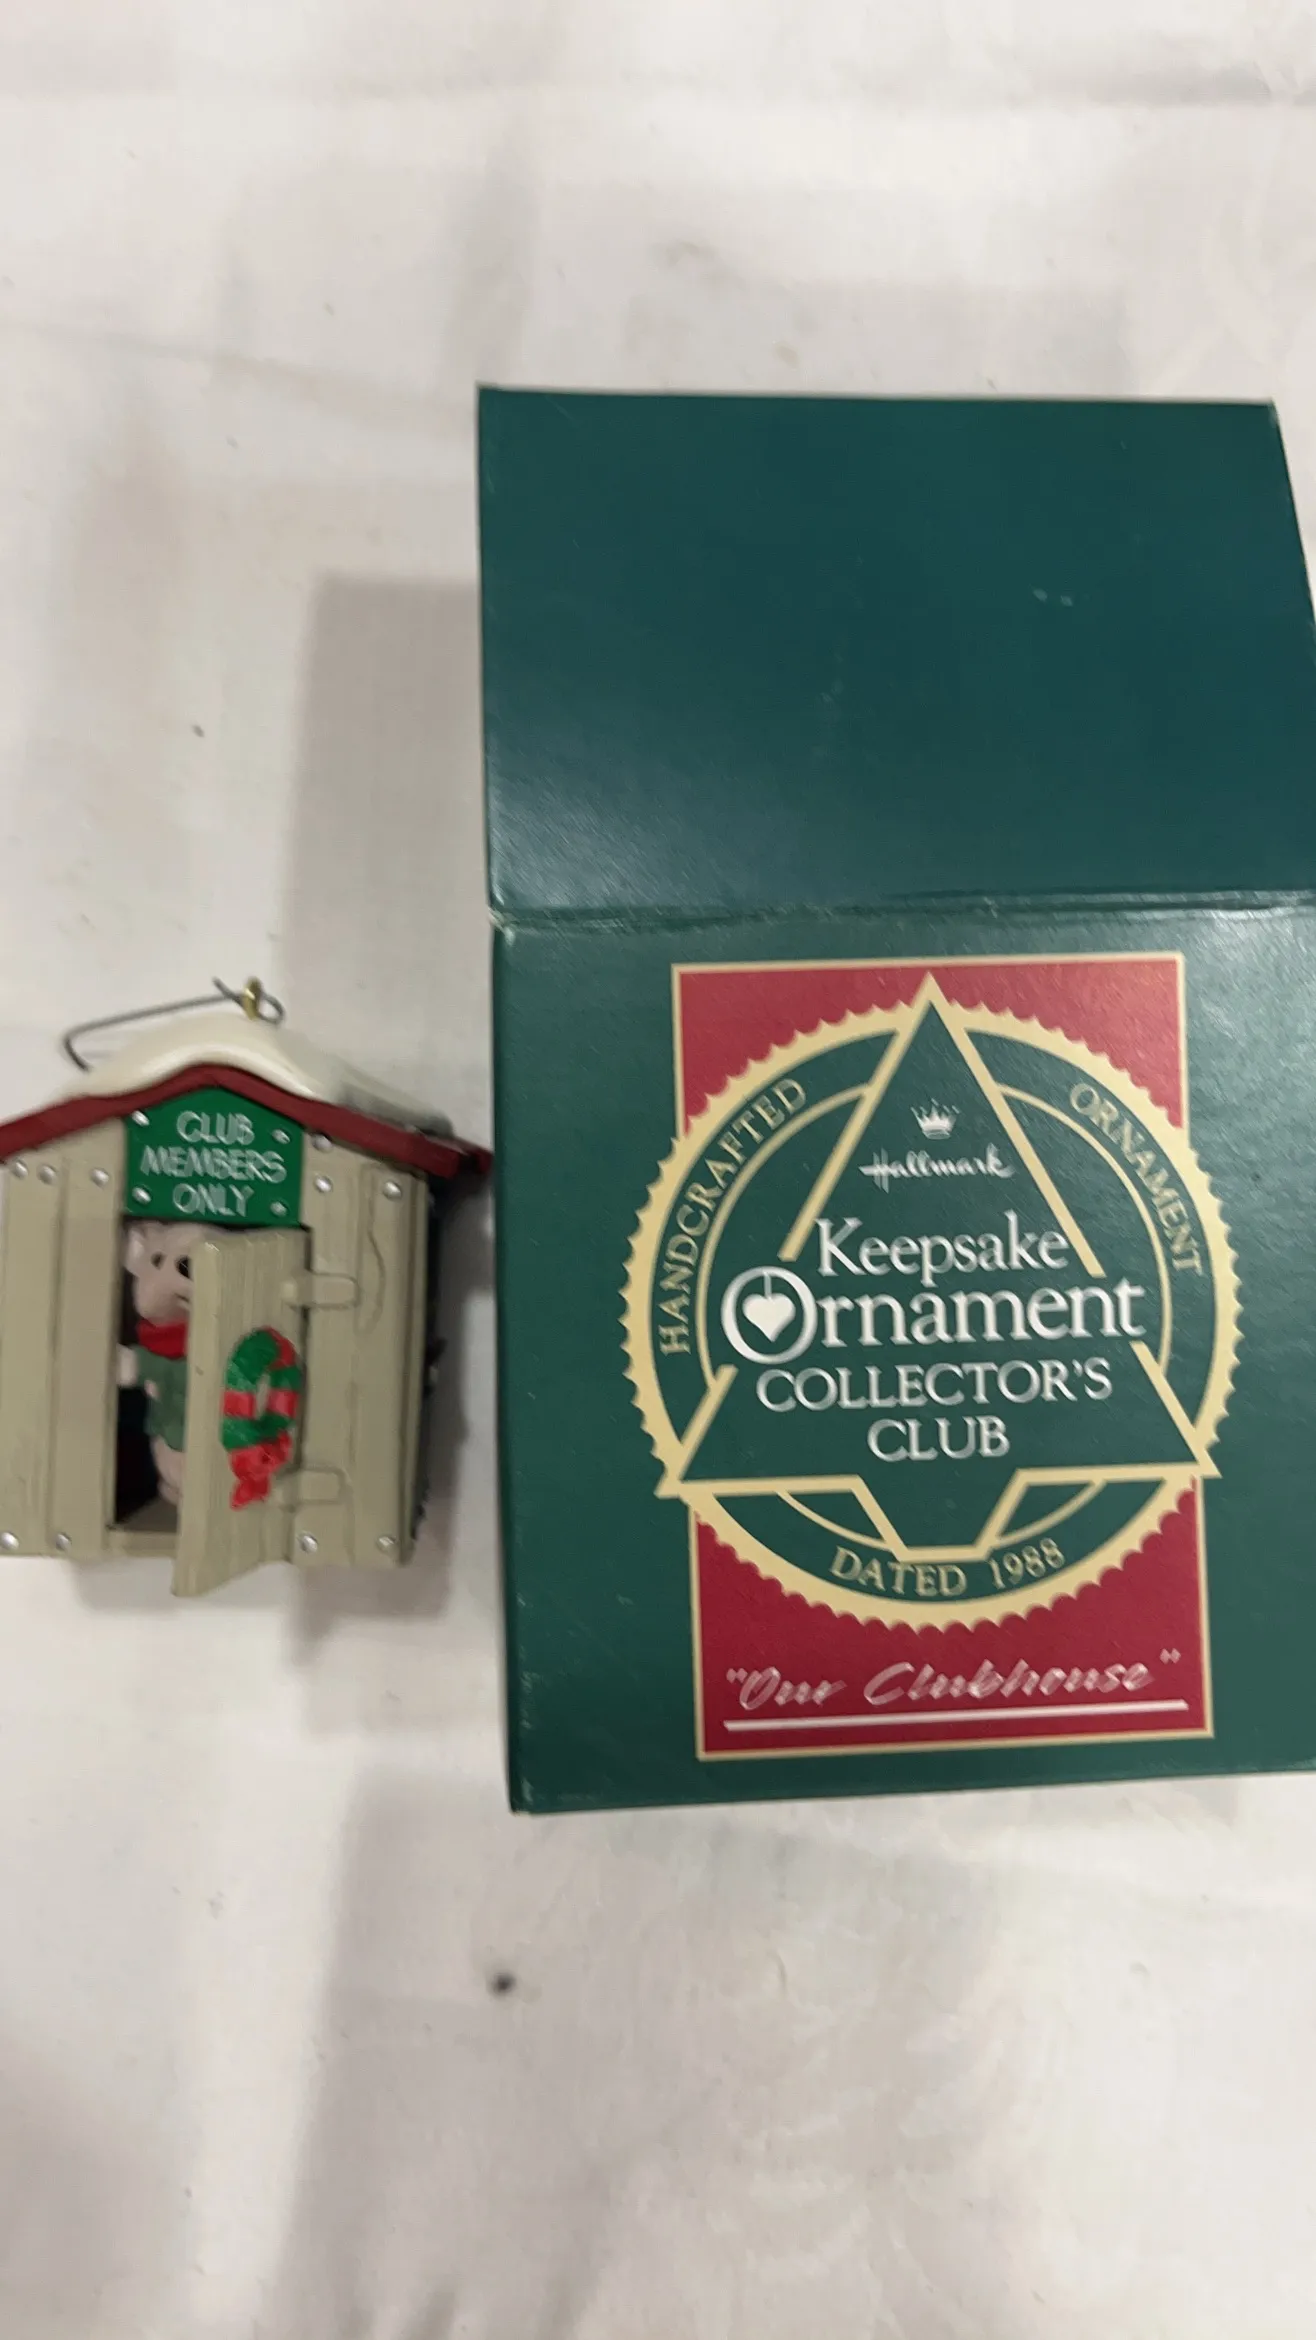 CLUB
MEMBERS
ONLY
HANDCRAFTED
ORNAMENT
Hallmark
Keepsake
Ornament
COLLECTOR'S
CLUB
DATED 1988
"Our Clubhouse"